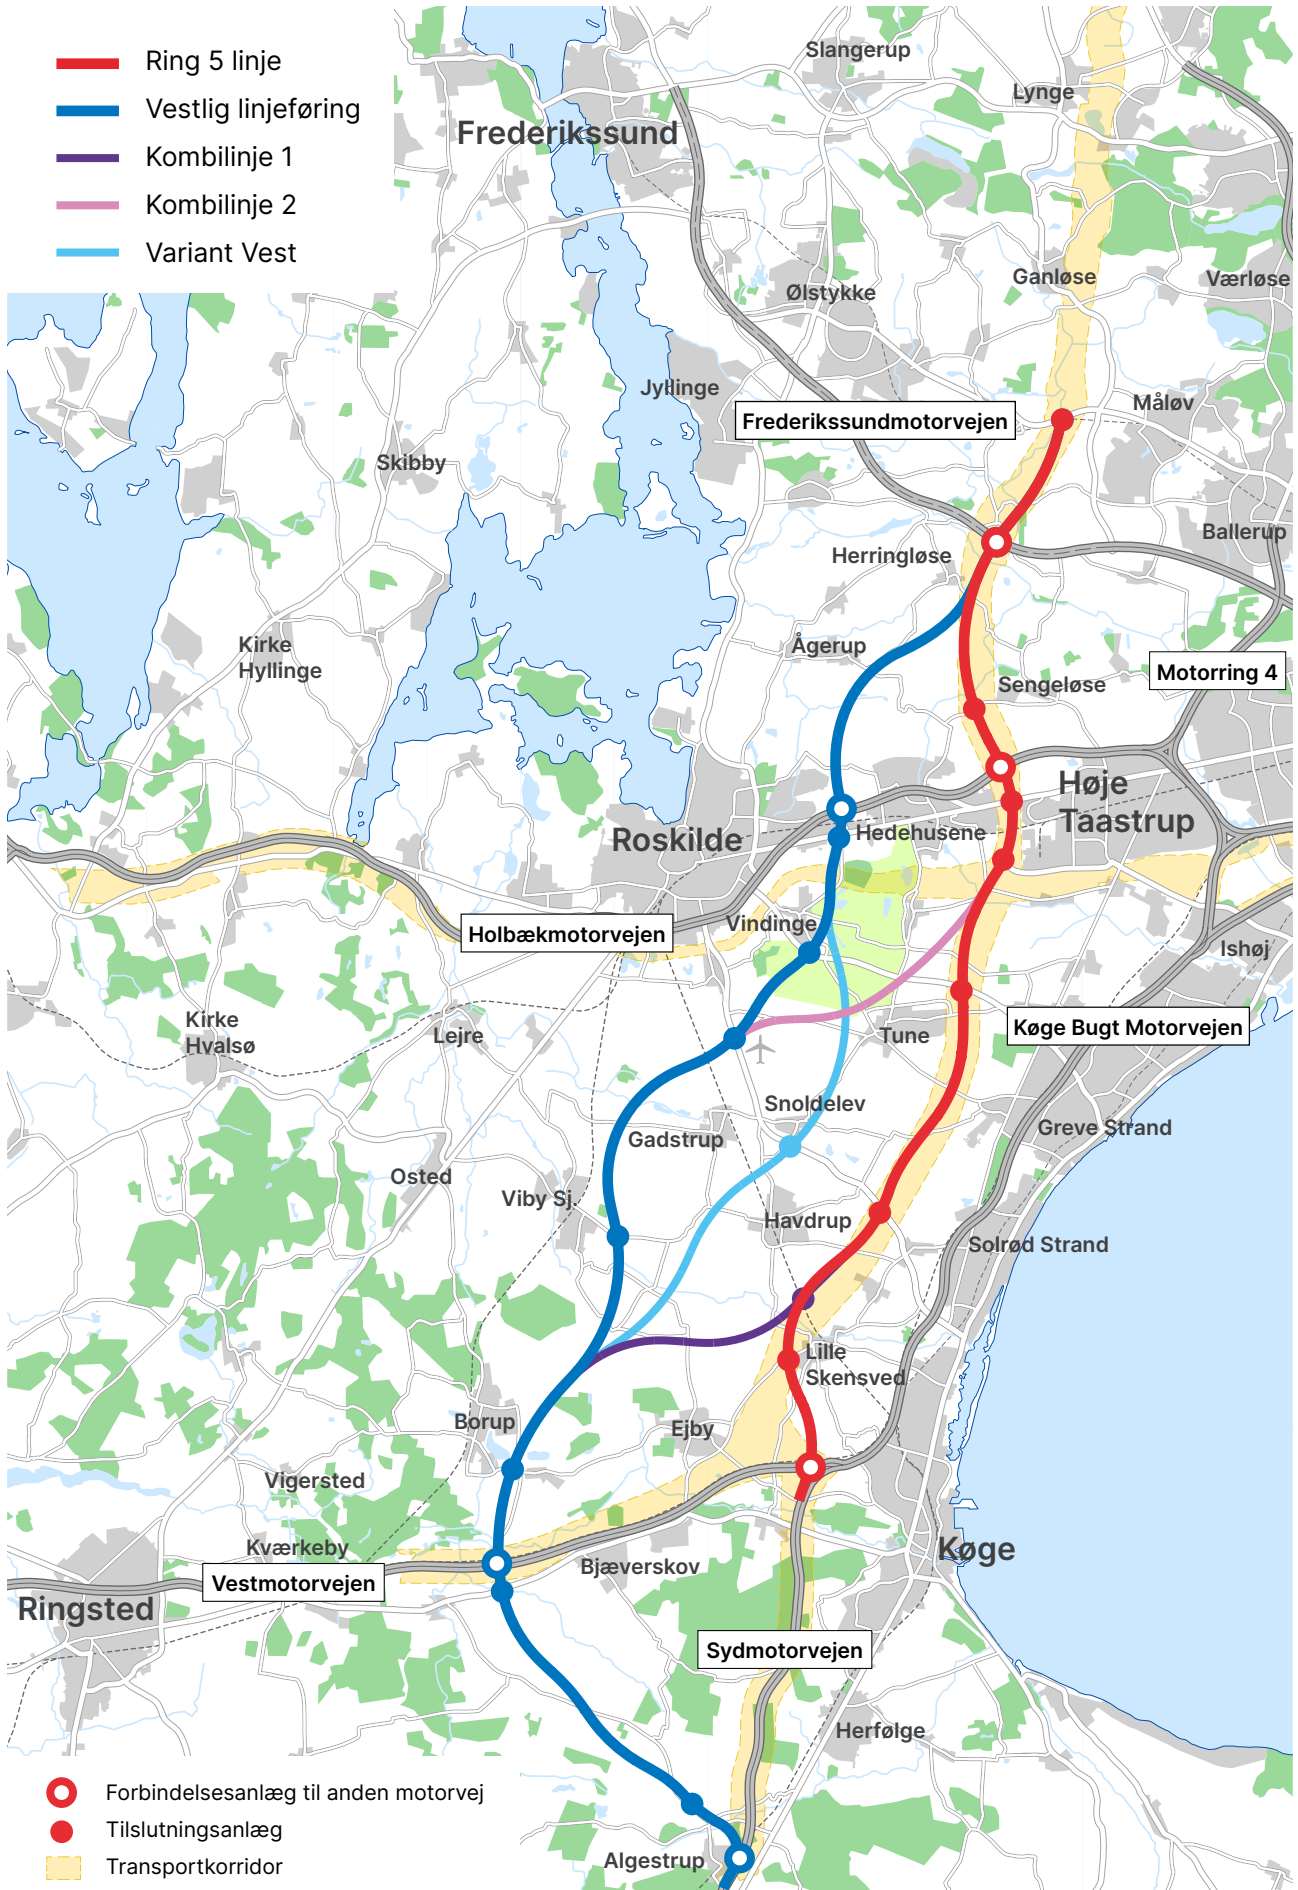 Ring 5 linje
Vestlig linjeføring
Kombilinje 1
Kombilinje 2
Variant Vest
Slangerup
Lynge
Frederikssund
Ganløse
Værløse
Ølstykke
Jyllinge
Måløv
Frederikssundmotorvejen
Skibby
Ballerup
Herringløse
Kirke
Hyllinge
Ågerup
Motorring 4
Sengeløse
Høje
Taastrup
Roskilde
Hedehusene
Vindinge
Holbækmotorvejen
Ishøj
Kirke
Hvalsø
Lejre
Tune
Køge Bugt Motorvejen
Snoldelev
Gadstrup
Greve Strand
Osted
Viby Sj.
Havdrup
Solrød Strand
Lille
Skensved
Borup
Ejby
Vigersted
Kværkeby
Køge
Bjæverskov
Vestmotorvejen
Ringsted
Sydmotorvejen
Herfølge
Algestrup
Forbindelsesanlæg til anden motorvej
Tilslutningsanlæg
Transportkorridor